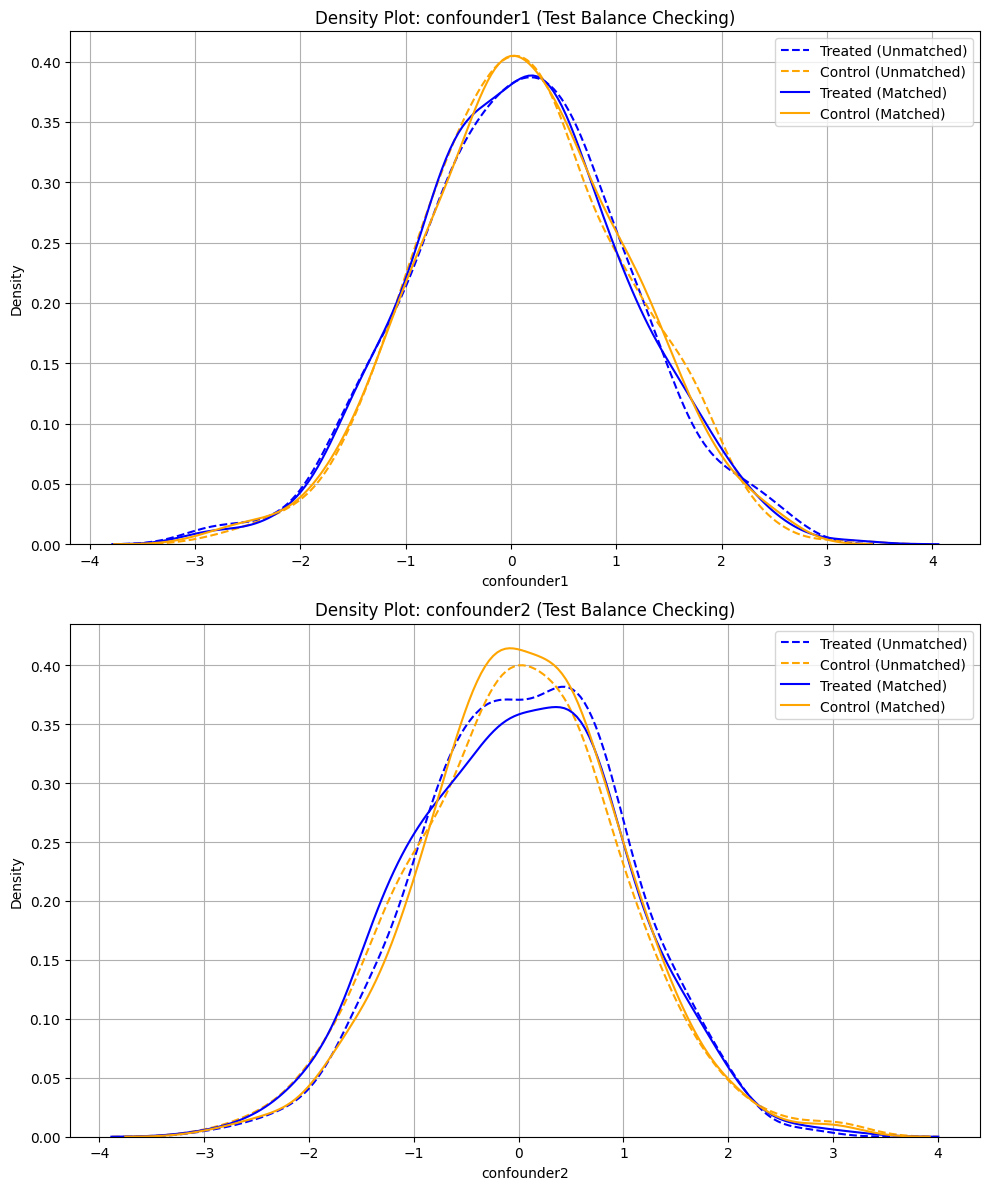 Density Plot: confounder1 (Test Balance Checking)
Treated (Unmatched)
Control (Unmatched)
Treated (Matched)
Control (Matched)
0.40
0.35
0.30
0.25
0.20
0.15
0.10
0.05
0.00
Density
−4 −3 −2 −1 0 1 2 3 4
confounder1
Density Plot: confounder2 (Test Balance Checking)
Treated (Unmatched)
Control (Unmatched)
Treated (Matched)
Control (Matched)
0.40
0.35
0.30
0.25
0.20
0.15
0.10
0.05
0.00
Density
−4 −3 −2 −1 0 1 2 3 4
confounder2